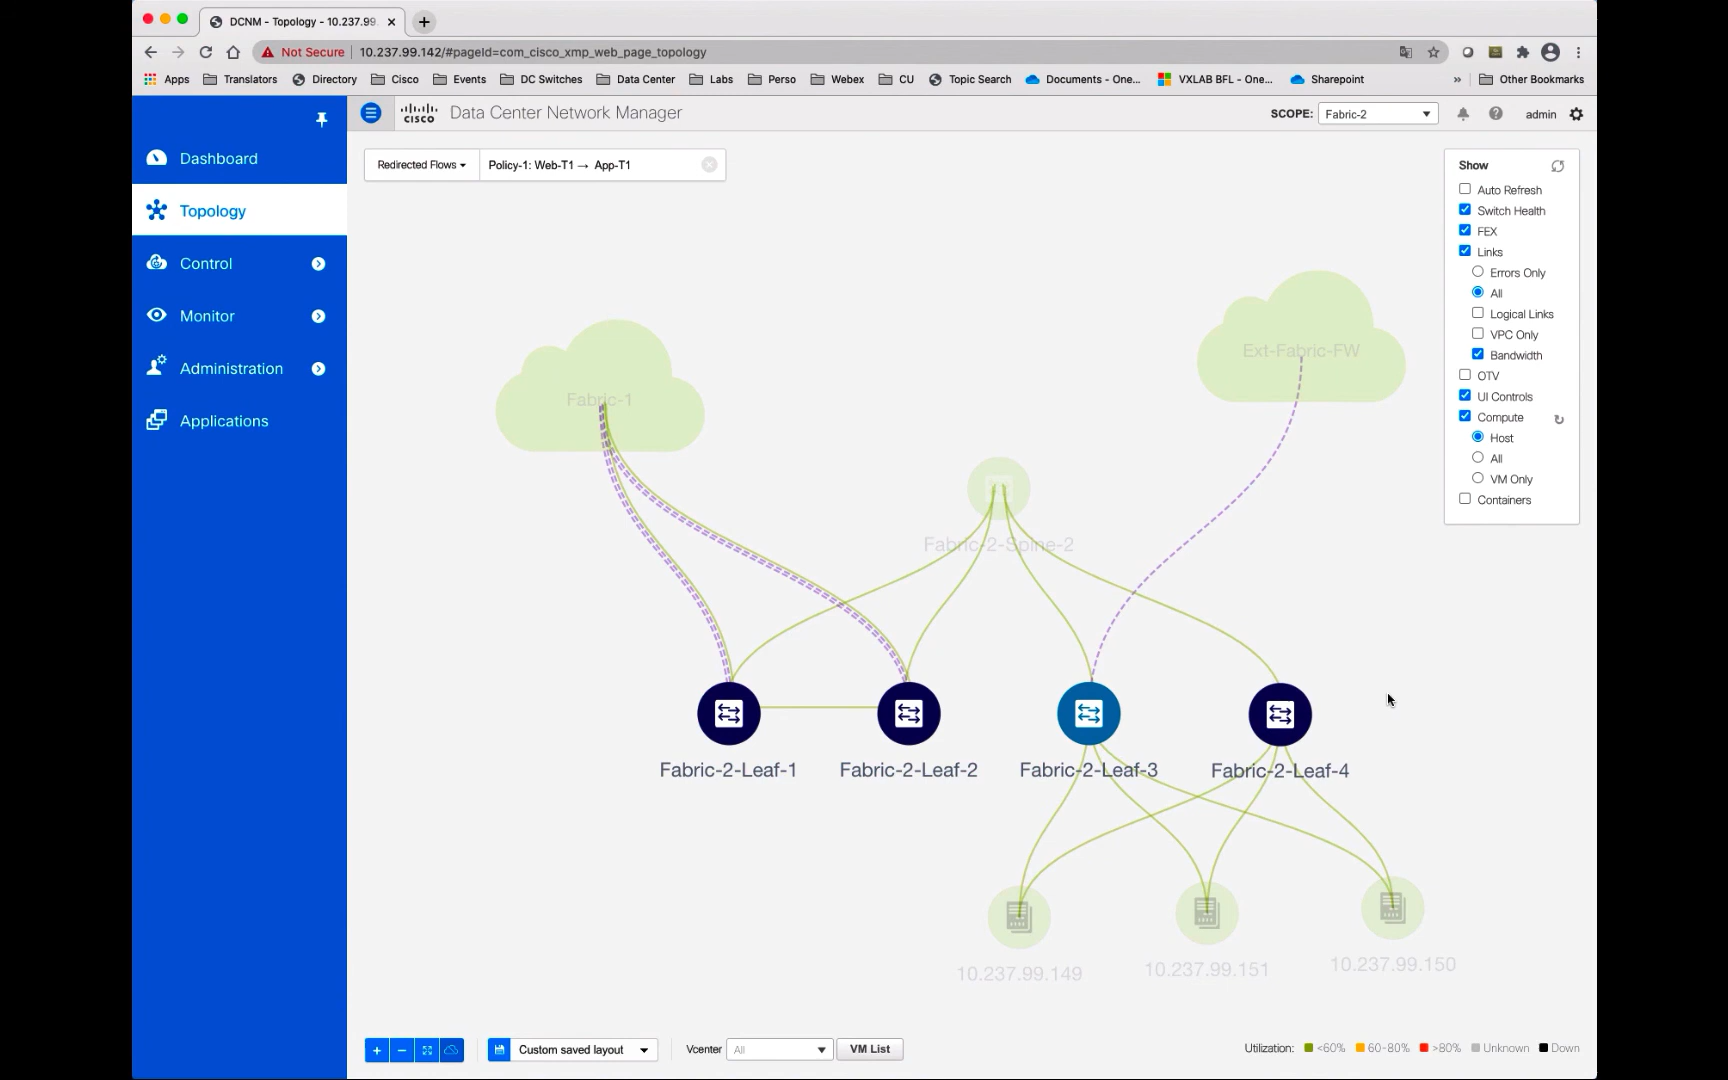 DCNM - Topology - 10.237.99
Not Secure 10.237.99.142/#pageId=com_cisco_xmp_web_page_topology
Apps Translators Directory Cisco Events DC Switches Data Center Labs Perso Webex CU Topic Search Documents - One... VXLAB BFL - One... Sharepoint » Other Bookmarks
cisco Data Center Network Manager SCOPE: Fabric-2 admin
Dashboard
Topology
Control
Monitor
Administration
Applications
Redirected Flows Policy-1: Web-T1 → App-T1
Show
Auto Refresh
Switch Health
FEX
Links
Errors Only
All
Logical Links
VPC Only
Bandwidth
OTV
UI Controls
Compute
Host
All
VM Only
Containers
Ext-Fabric-FW
Fabric-1
Fabric-2-Spine-2
Fabric-2-Leaf-1 Fabric-2-Leaf-2 Fabric-2-Leaf-3 Fabric-2-Leaf-4
10.237.99.149 10.237.99.151 10.237.99.150
Custom saved layout Vcenter All VM List
Utilization: <60% 60-80% >80% Unknown Down